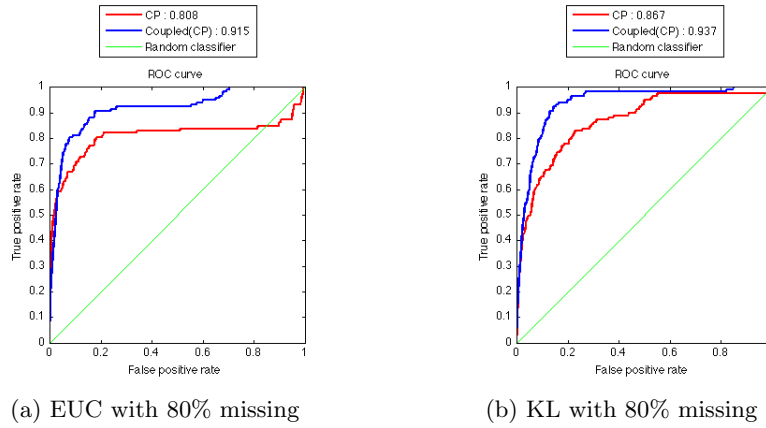 CP : 0.808
Coupled(CP) : 0.915
Random classifier
ROC curve
1
0.9
0.8
0.7
0.6
0.5
0.4
0.3
0.2
0.1
0
True positive rate
0 0.2 0.4 0.6 0.8 1
False positive rate
(a) EUC with 80% missing
CP : 0.867
Coupled(CP) : 0.937
Random classifier
ROC curve
1
0.9
0.8
0.7
0.6
0.5
0.4
0.3
0.2
0.1
0
True positive rate
0 0.2 0.4 0.6 0.8
False positive rate
(b) KL with 80% missing